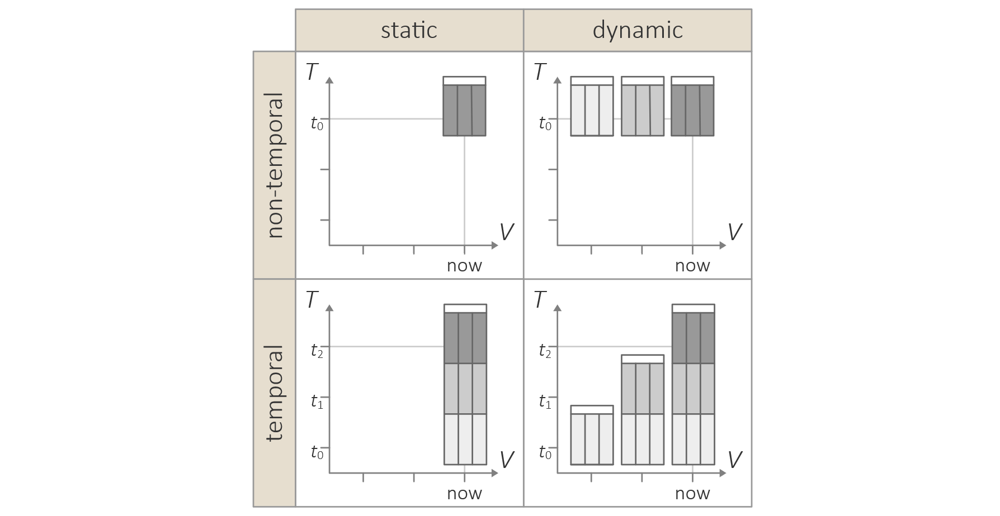 static dynamic
non-temporal
T
t0
V
now
T
t0
V
now
temporal
T
t2
t1
t0
V
now
T
t2
t1
t0
V
now